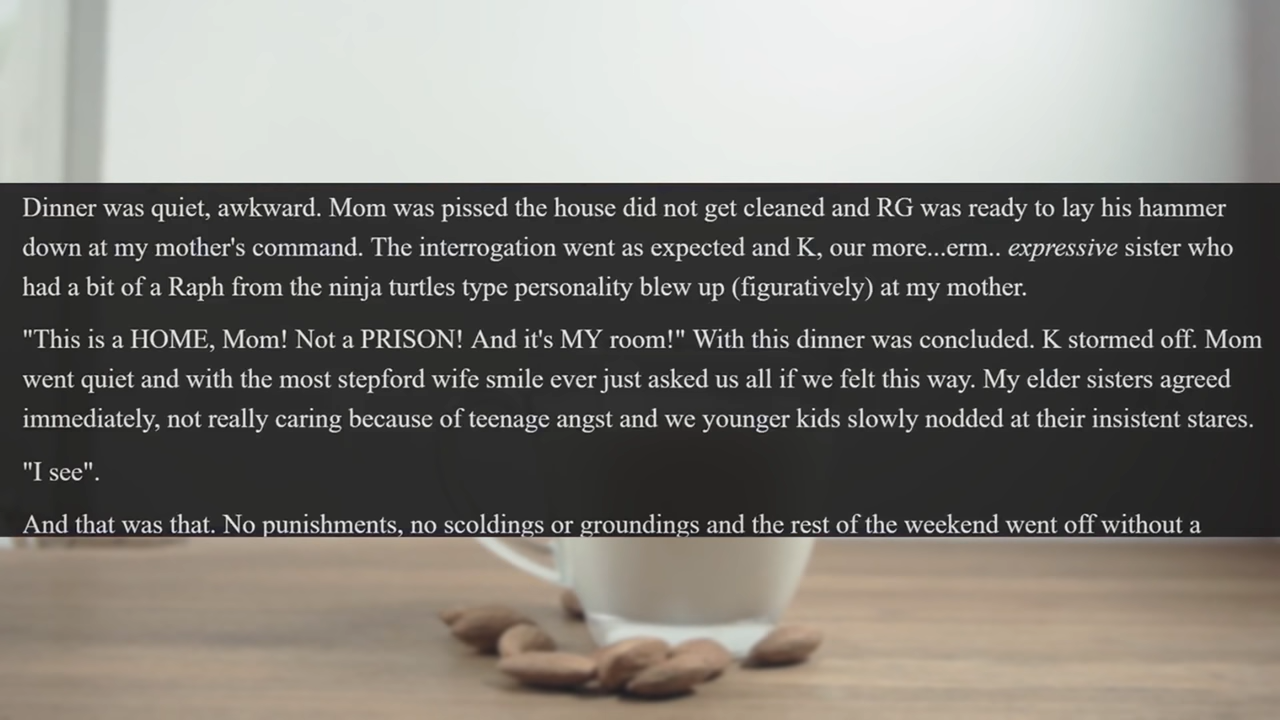 Dinner was quiet, awkward. Mom was pissed the house did not get cleaned and RG was ready to lay his hammer
down at my mother's command. The interrogation went as expected and K, our more...erm.. expressive sister who
had a bit of a Raph from the ninja turtles type personality blew up (figuratively) at my mother.
"This is a HOME, Mom! Not a PRISON! And it's MY room!" With this dinner was concluded. K stormed off. Mom
went quiet and with the most stepford wife smile ever just asked us all if we felt this way. My elder sisters agreed
immediately, not really caring because of teenage angst and we younger kids slowly nodded at their insistent stares.
"I see".
And that was that. No punishments, no scoldings or groundings and the rest of the weekend went off without a